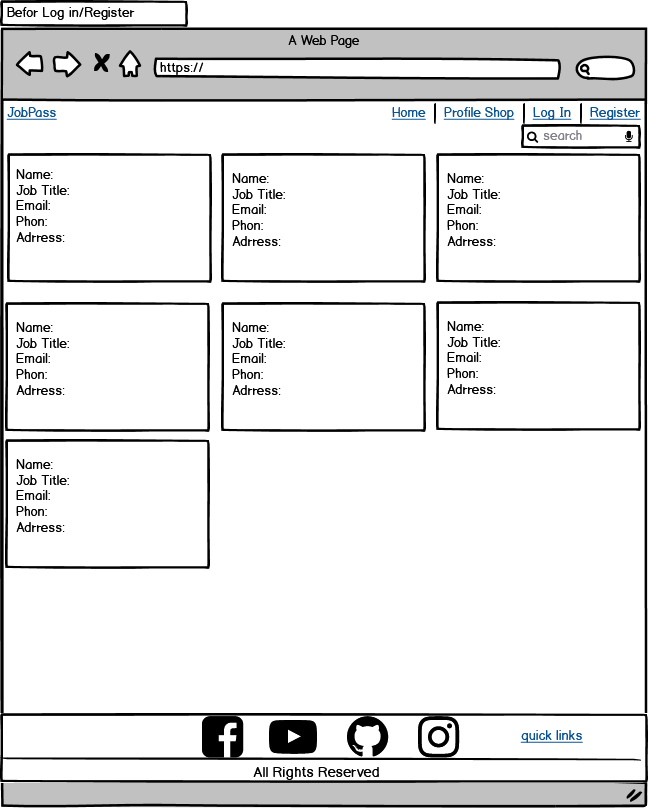 Befor Log in/Register
A Web Page
https://
JobPass Home Profile Shop Log In Register
search
Name:
Job Title:
Email:
Phon:
Adrress:
Name:
Job Title:
Email:
Phon:
Adrress:
Name:
Job Title:
Email:
Phon:
Adrress:
Name:
Job Title:
Email:
Phon:
Adrress:
Name:
Job Title:
Email:
Phon:
Adrress:
Name:
Job Title:
Email:
Phon:
Adrress:
Name:
Job Title:
Email:
Phon:
Adrress:
quick links
All Rights Reserved